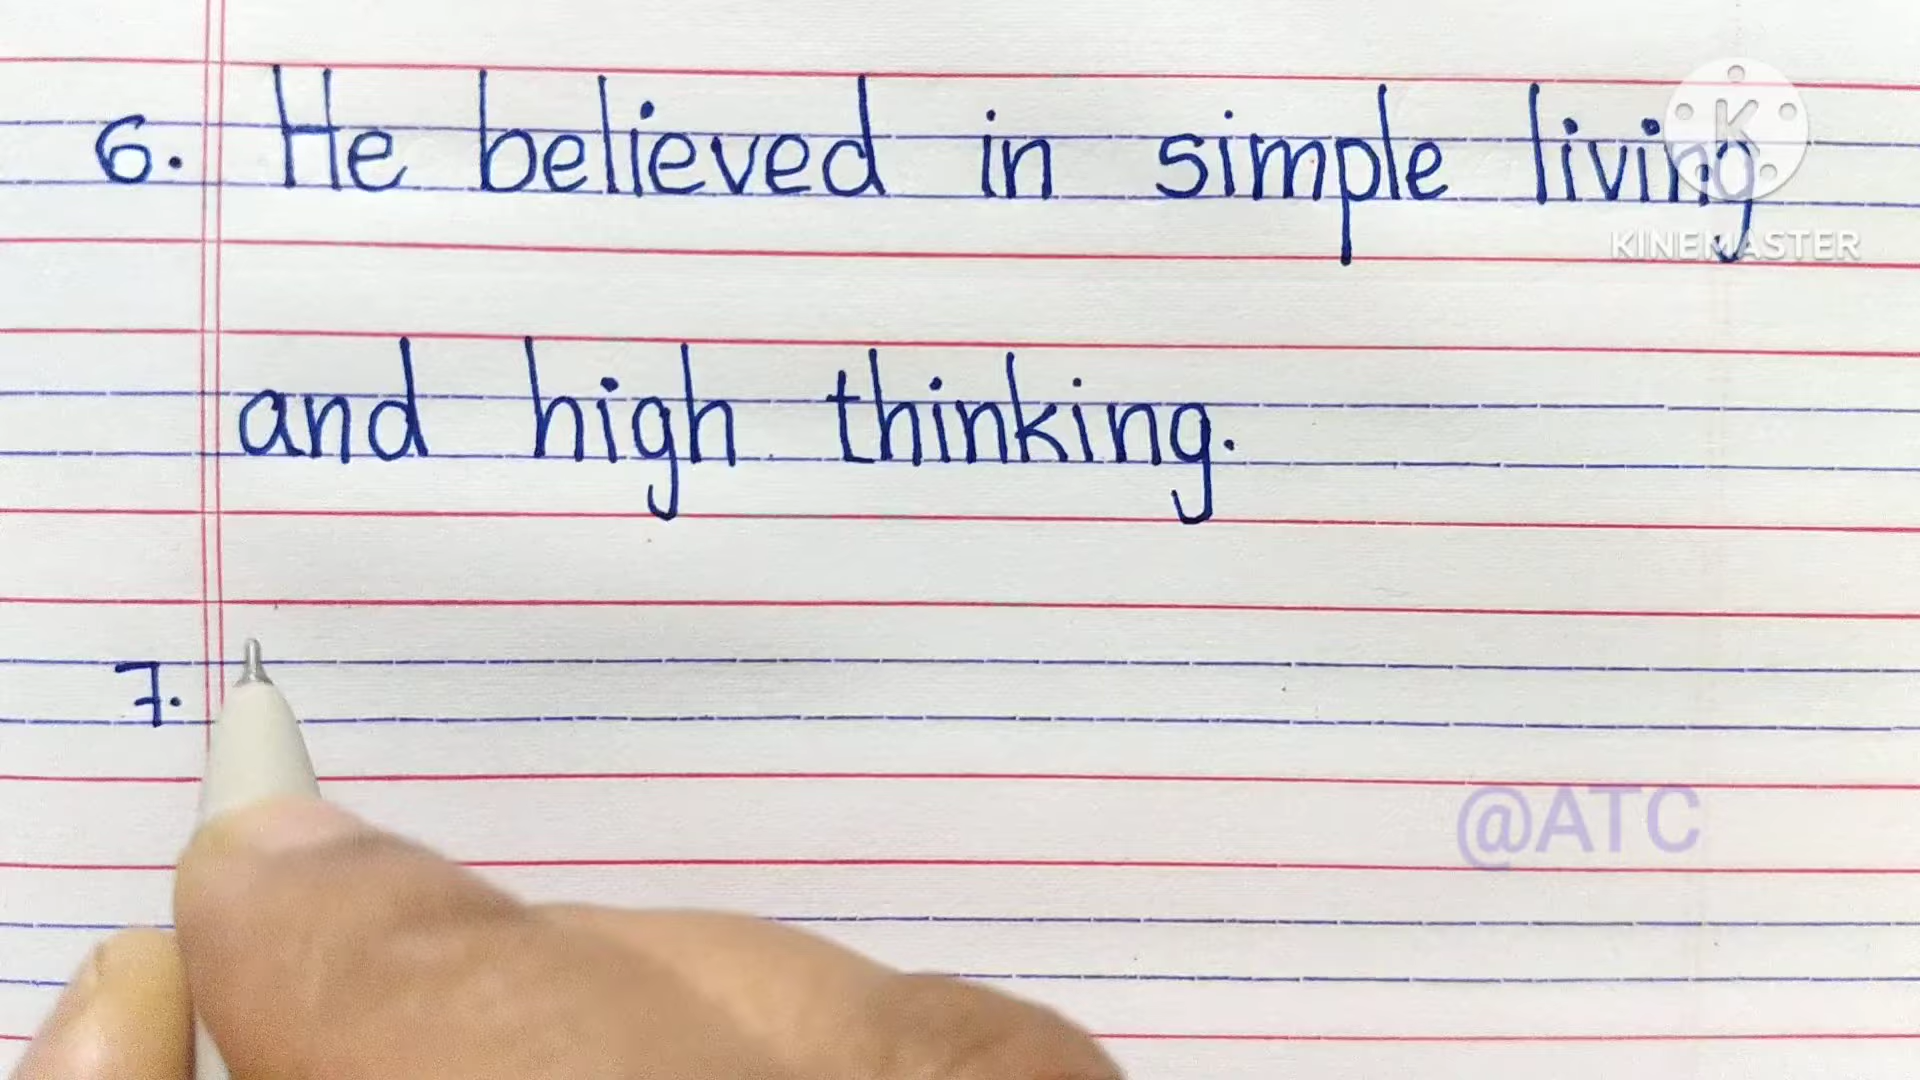 6. He believed in simple living
K
KINEMASTER
and high thinking.
7.
@ATC